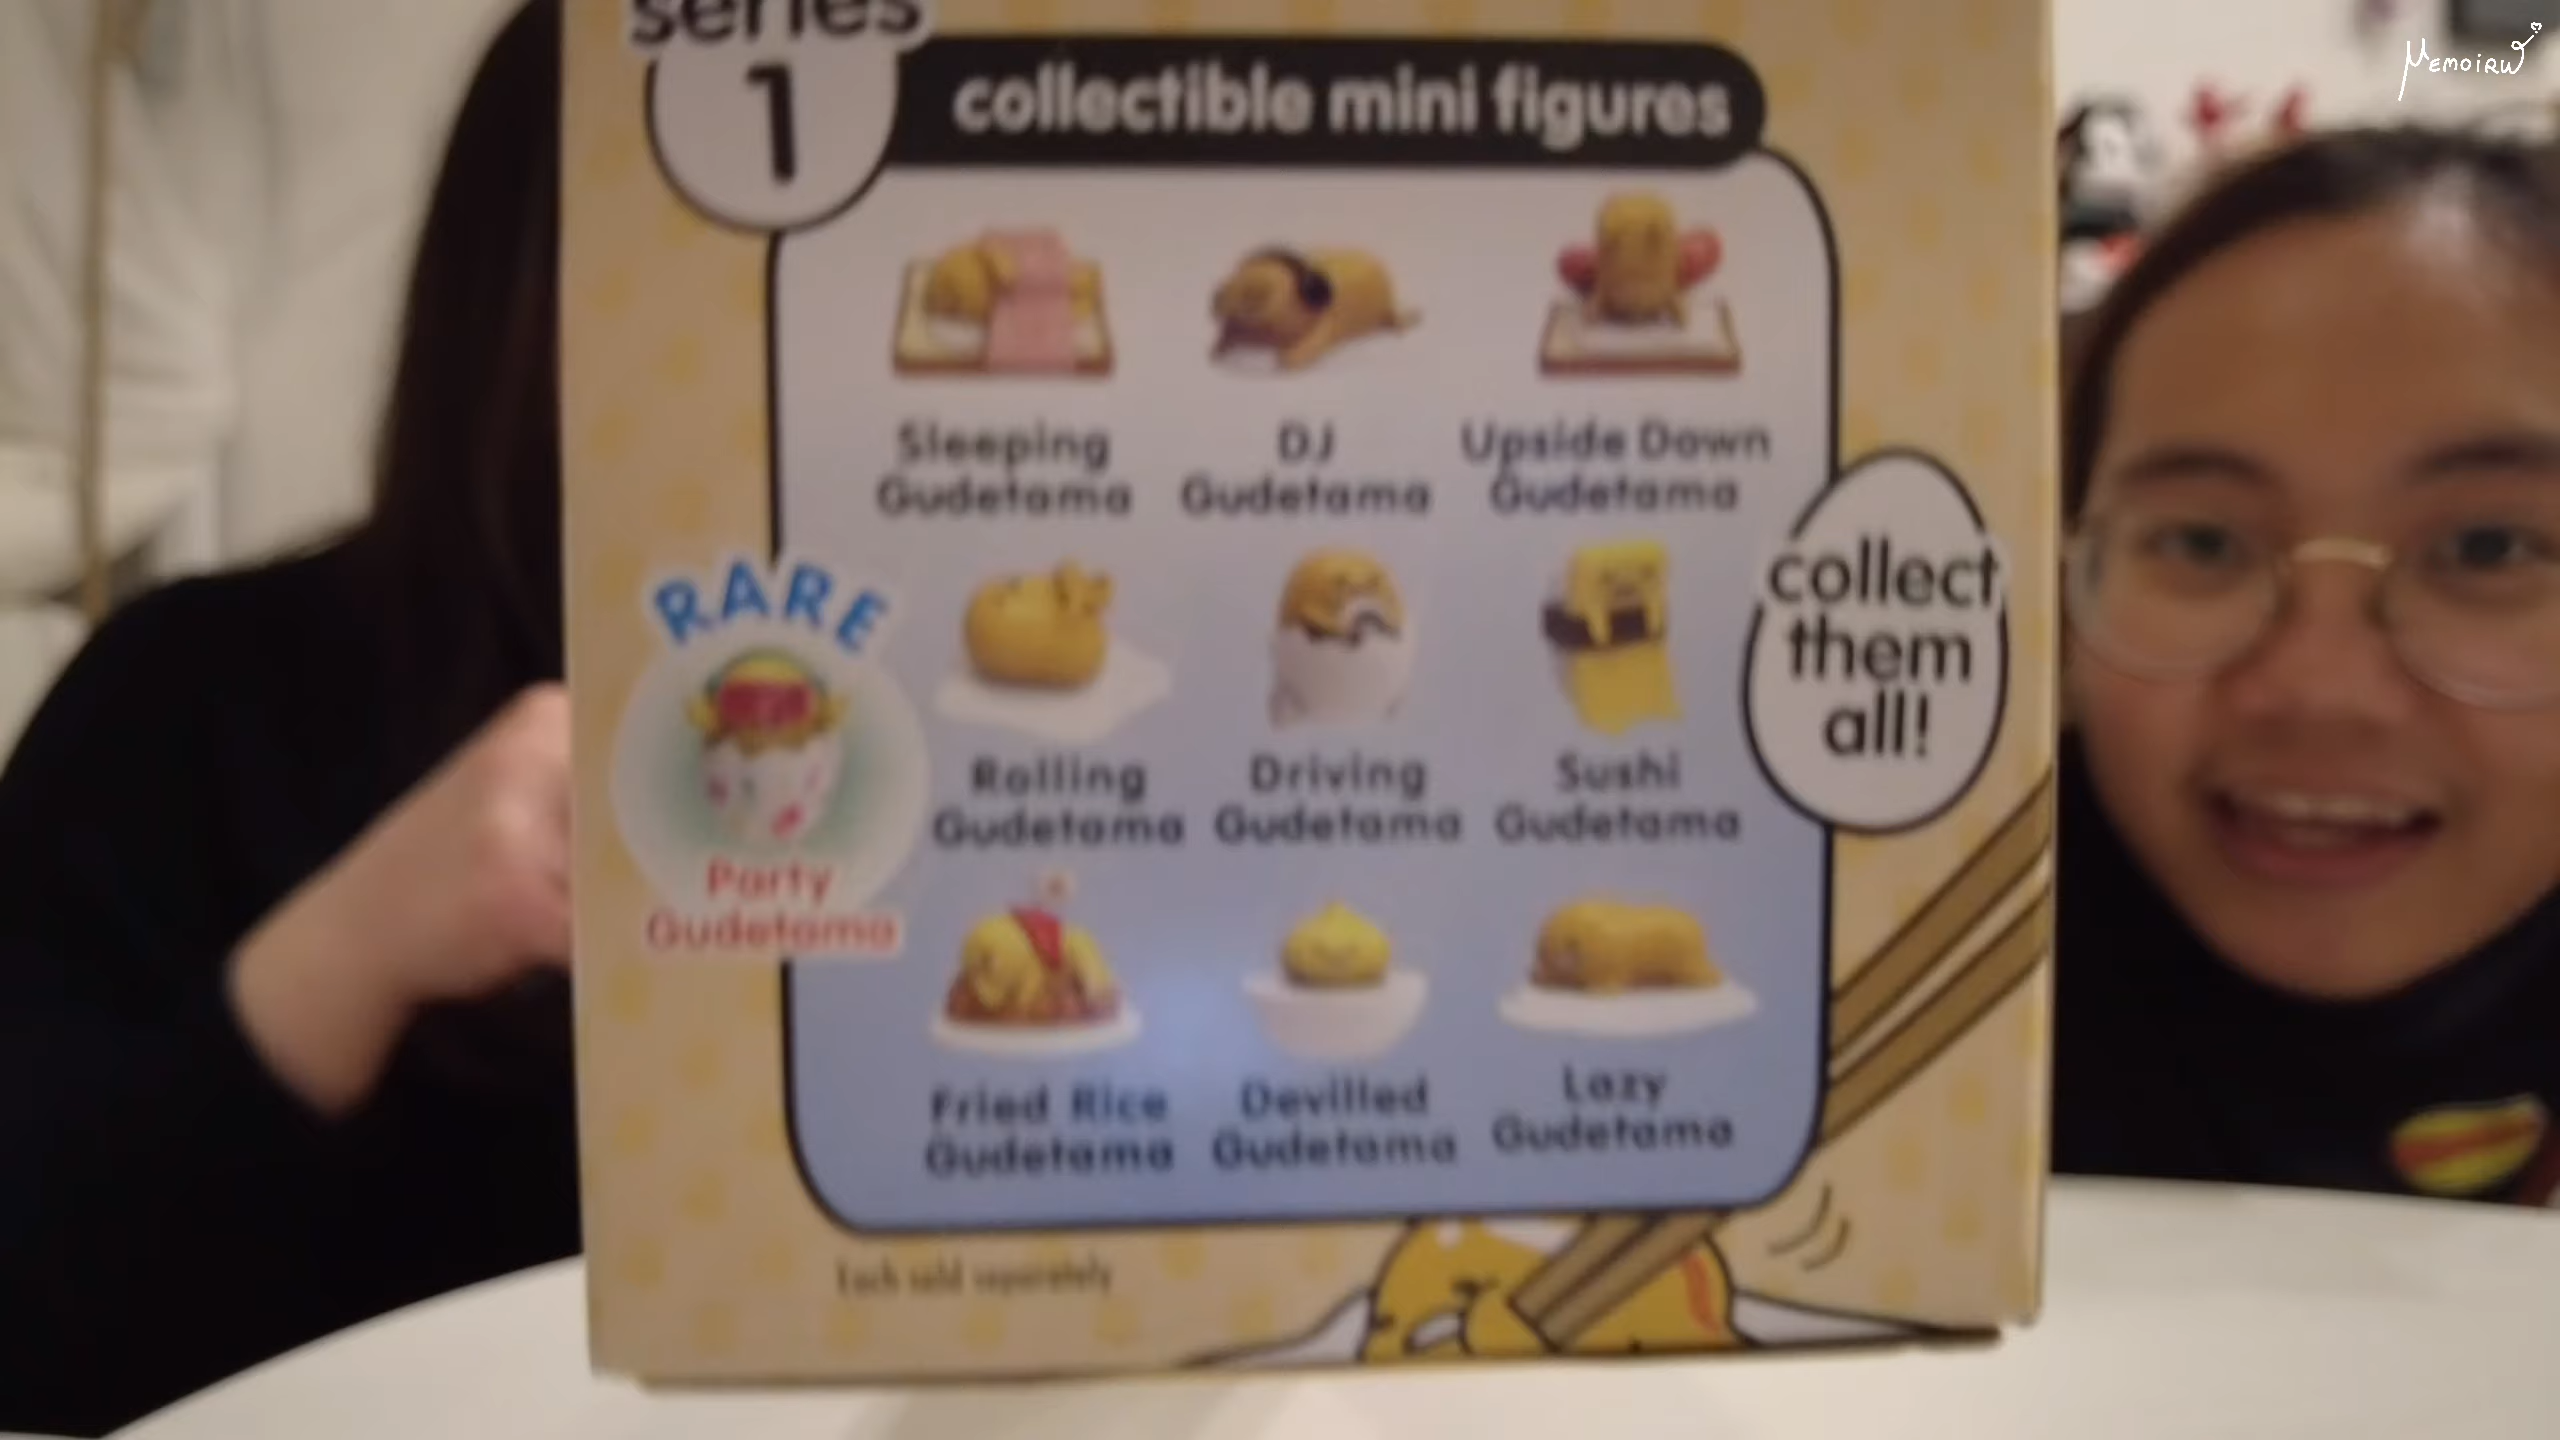 series
1
collectible mini figures
Sleeping
Gudetama
DJ
Gudetama
Upside Down
Gudetama
RARE
Party
Gudetama
Rolling
Gudetama
Driving
Gudetama
Sushi
Gudetama
collect
them
all!
Fried Rice
Gudetama
Devilled
Gudetama
Lazy
Gudetama
Each sold separately
Memoiru